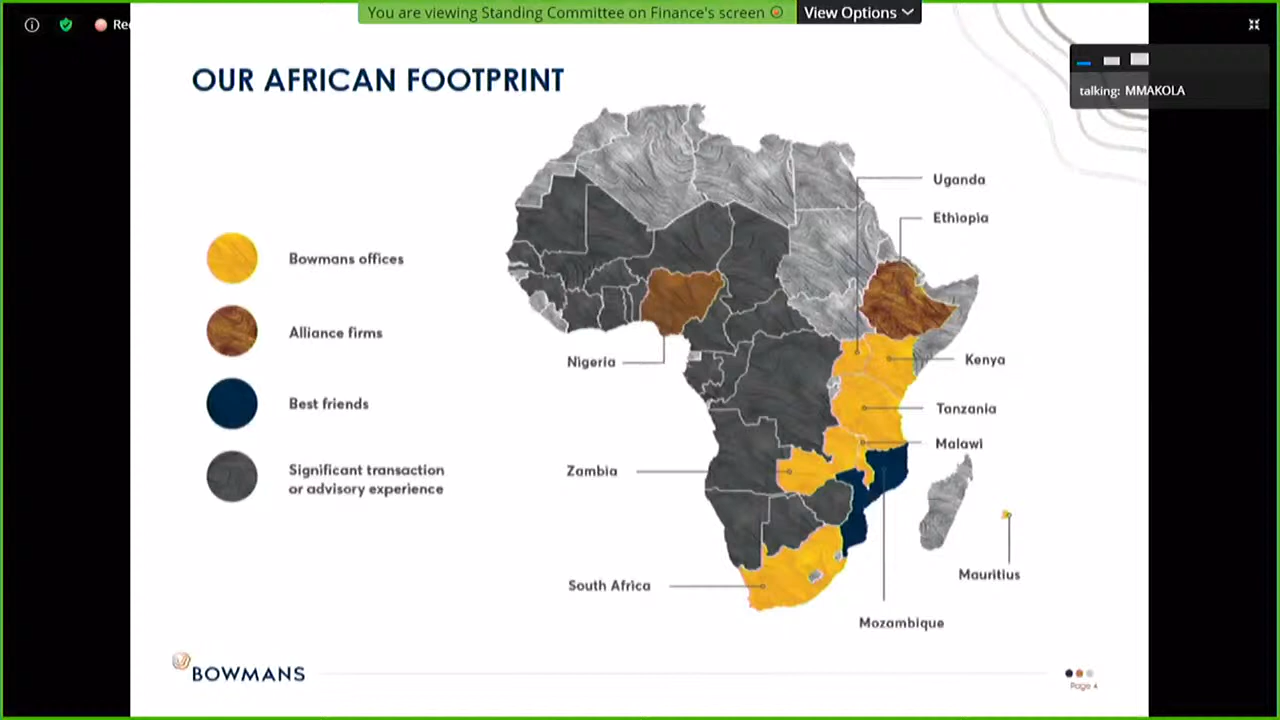 You are viewing Standing Committee on Finance's screen
View Options
Rec
talking: MMAKOLA
OUR AFRICAN FOOTPRINT
Bowmans offices
Alliance firms
Best friends
Significant transaction
or advisory experience
Uganda
Ethiopia
Nigeria
Kenya
Tanzania
Malawi
Zambia
Mauritius
South Africa
Mozambique
BOWMANS
Page 4